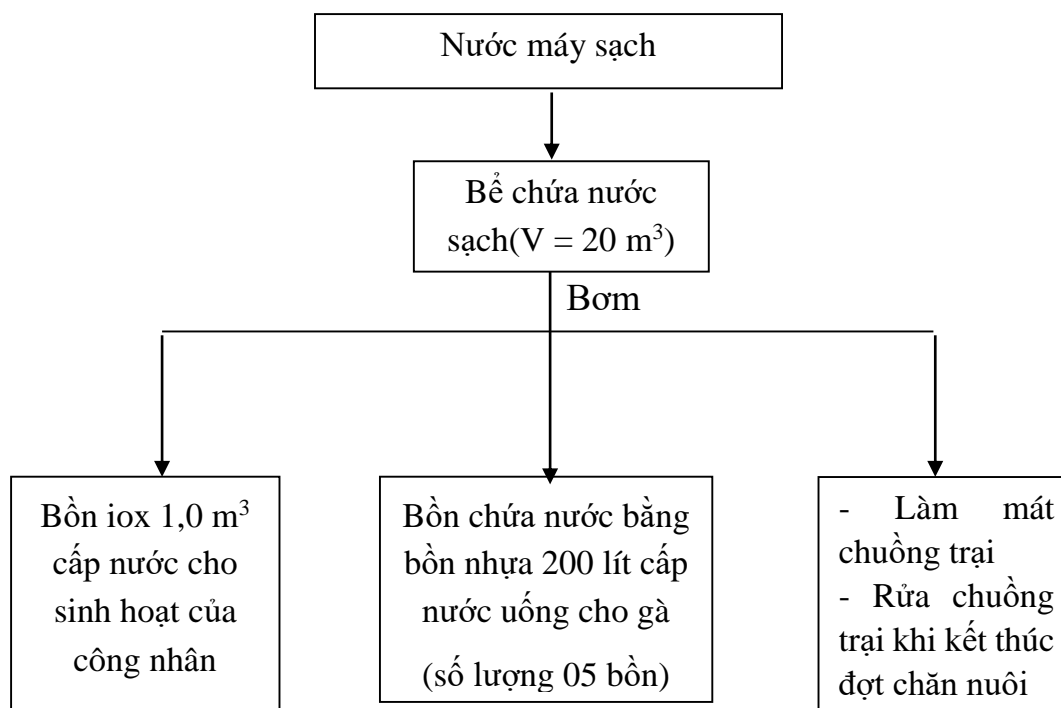 Nước máy sạch
Bể chứa nước
sạch(V = 20 m³)
Bơm
Bồn iox 1,0 m³
cấp nước cho
sinh hoạt của
công nhân
Bồn chứa nước bằng
bồn nhựa 200 lít cấp
nước uống cho gà
(số lượng 05 bồn)
- Làm mát
chuồng trại
- Rửa chuồng
trại khi kết thúc
đợt chăn nuôi